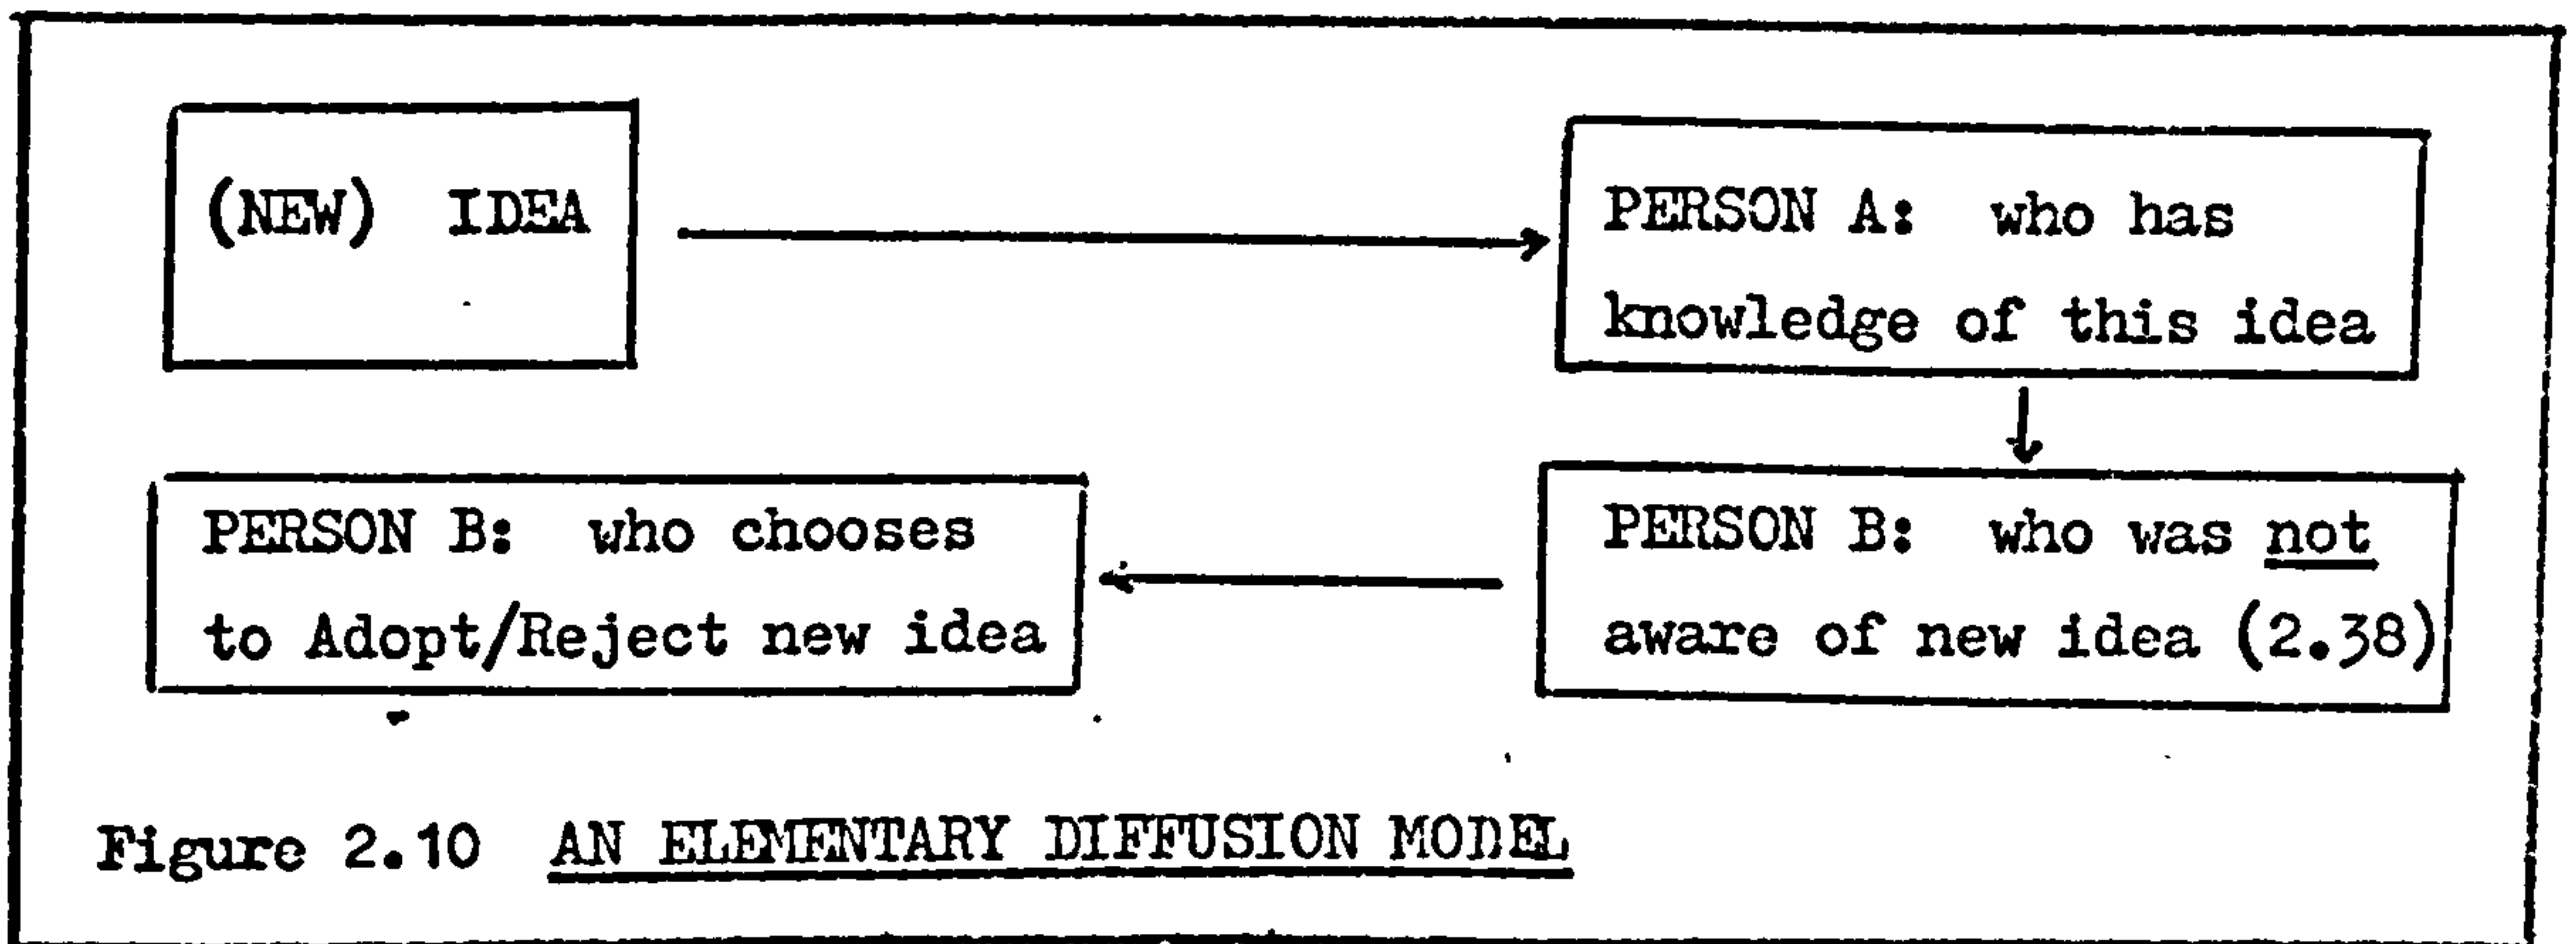 (NEW) IDEA
PERSON A: who has
knowledge of this idea
PERSON B: who was not
aware of new idea (2.38)
PERSON B: who chooses
to Adopt/Reject new idea
Figure 2.10 AN ELEMENTARY DIFFUSION MODEL